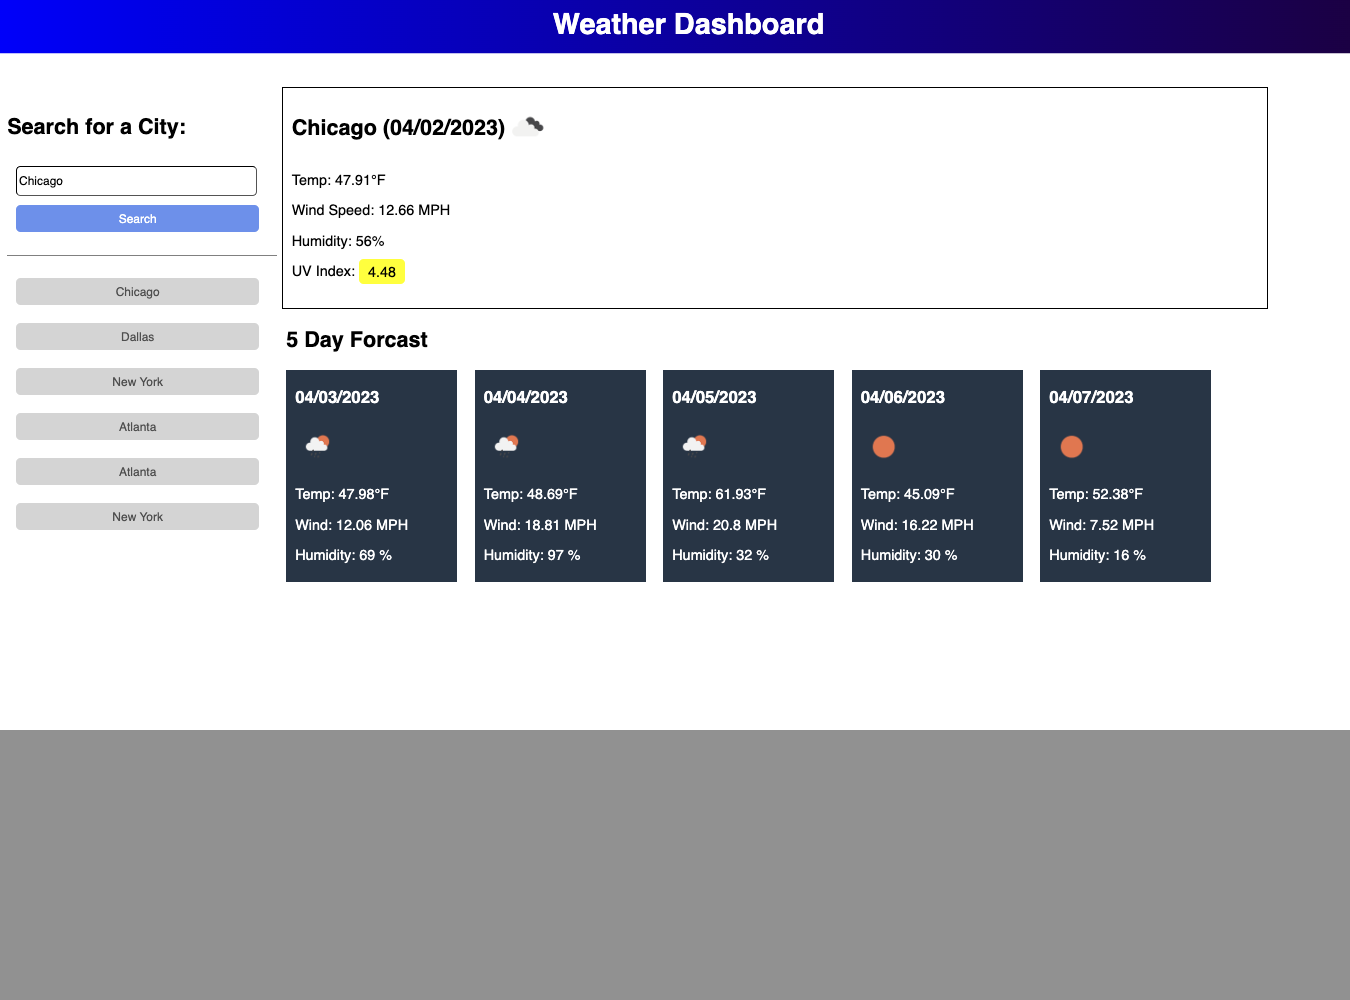 Weather Dashboard
Search for a City:
Chicago
Search
Chicago
Dallas
New York
Atlanta
Atlanta
New York
Chicago (04/02/2023)
Temp: 47.91°F
Wind Speed: 12.66 MPH
Humidity: 56%
UV Index: 4.48
5 Day Forcast
04/03/2023
Temp: 47.98°F
Wind: 12.06 MPH
Humidity: 69 %
04/04/2023
Temp: 48.69°F
Wind: 18.81 MPH
Humidity: 97 %
04/05/2023
Temp: 61.93°F
Wind: 20.8 MPH
Humidity: 32 %
04/06/2023
Temp: 45.09°F
Wind: 16.22 MPH
Humidity: 30 %
04/07/2023
Temp: 52.38°F
Wind: 7.52 MPH
Humidity: 16 %